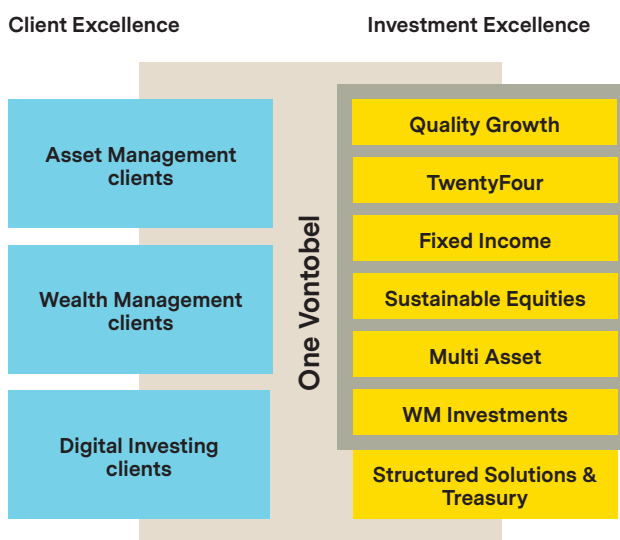 Client Excellence
Investment Excellence
Asset Management
clients
Wealth Management
clients
Digital Investing
clients
One Vontobel
Quality Growth
TwentyFour
Fixed Income
Sustainable Equities
Multi Asset
WM Investments
Structured Solutions &
Treasury